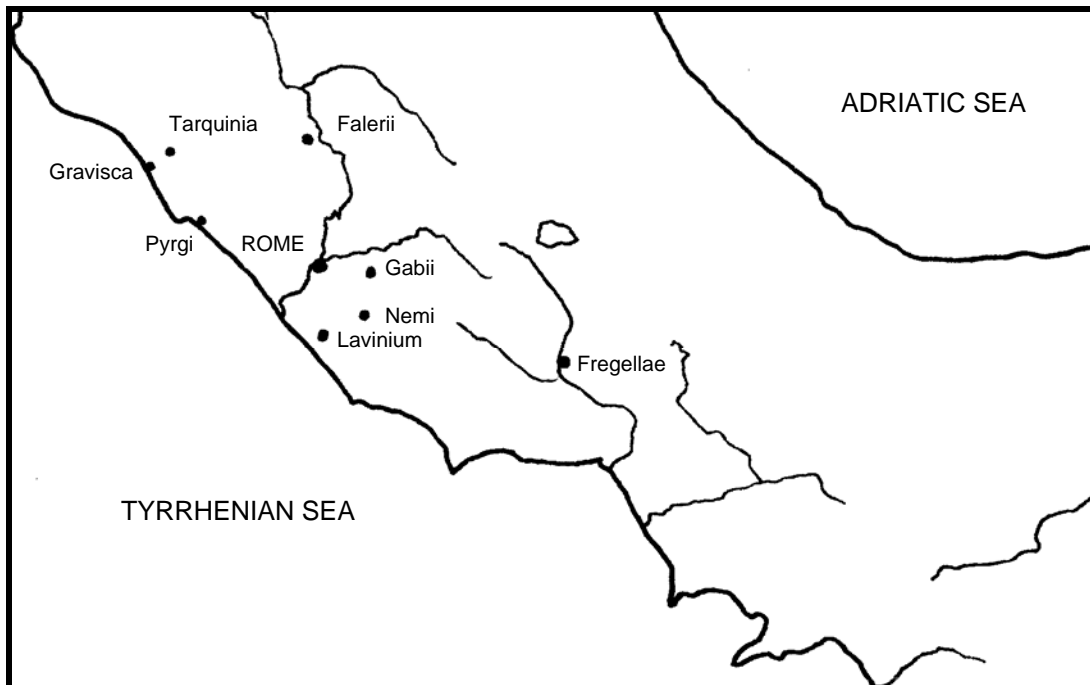 ADRIATIC SEA
Tarquinia
Falerii
Gravisca
Pyrgi
ROME
Gabii
Nemi
Lavinium
Fregellae
TYRRHENIAN SEA